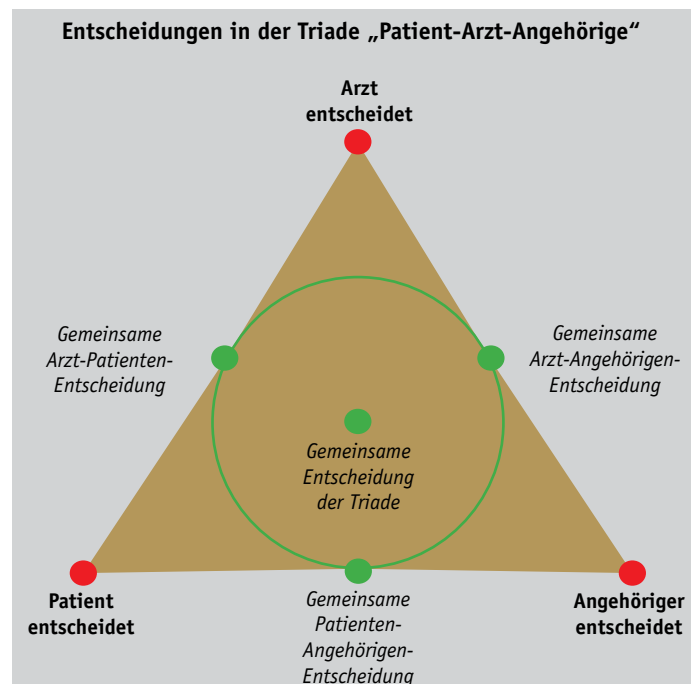 Entscheidungen in der Triade „Patient-Arzt-Angehörige“
Arzt
entscheidet
Gemeinsame
Arzt-Patienten-
Entscheidung
Gemeinsame
Arzt-Angehörigen-
Entscheidung
Gemeinsame
Entscheidung
der Triade
Patient
entscheidet
Gemeinsame
Patienten-
Angehörigen-
Entscheidung
Angehöriger
entscheidet